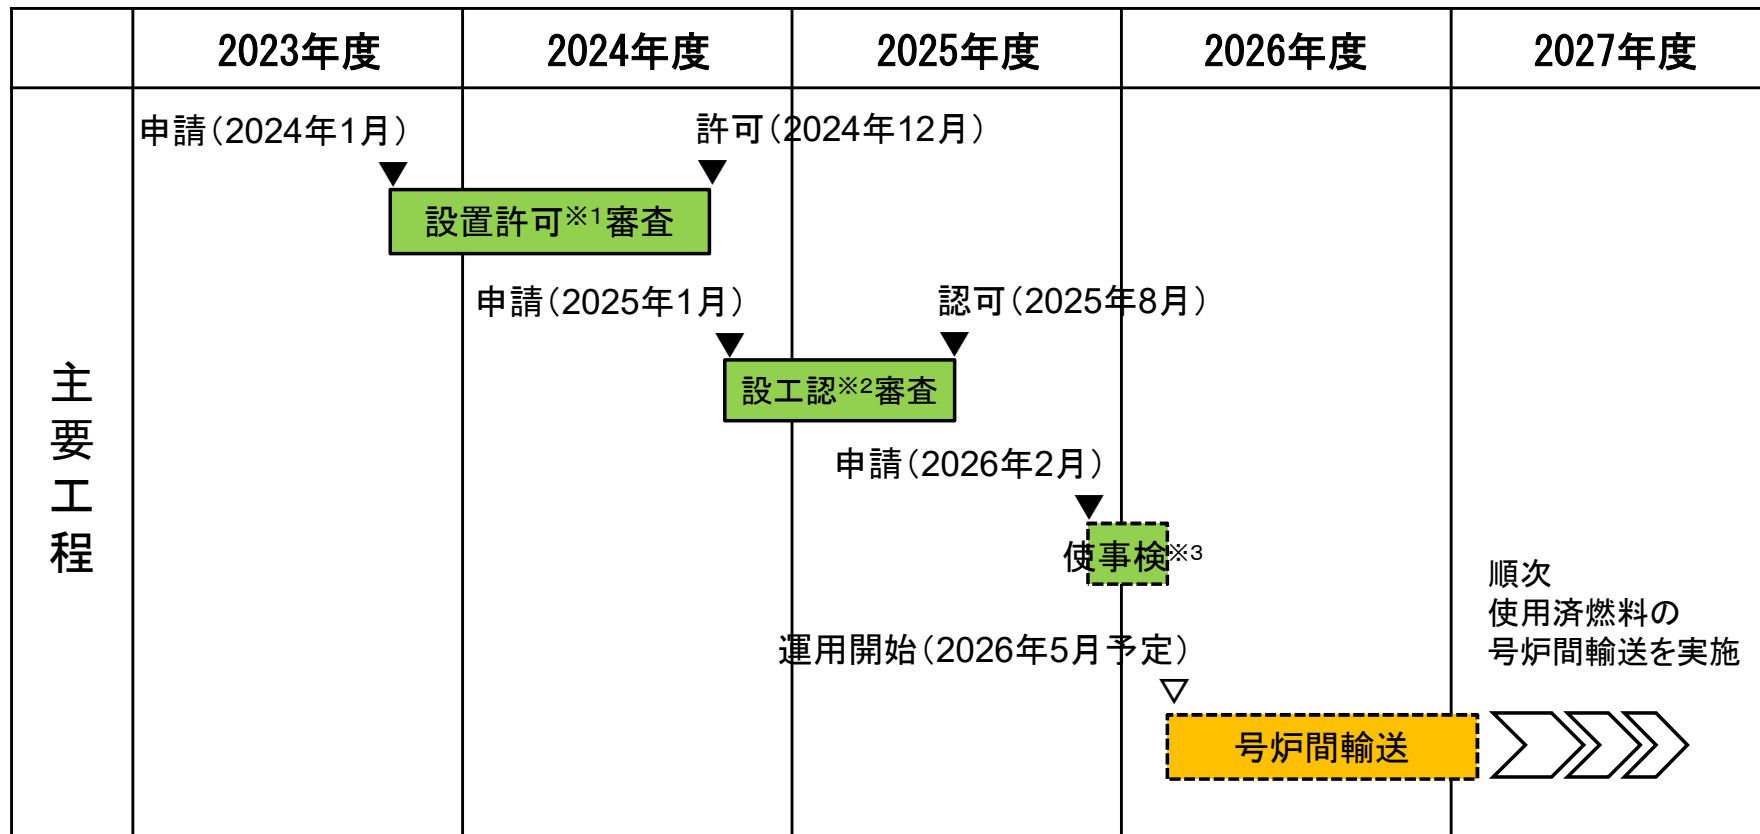 2023年度 2024年度 2025年度 2026年度 2027年度
主要工程
申請（2024年1月） 許可（2024年12月）
設置許可※1審査
申請（2025年1月） 認可（2025年8月）
設工認※2審査
申請（2026年2月）
使事検※3
運用開始（2026年5月予定）
号炉間輸送
順次
使用済燃料の
号炉間輸送を実施